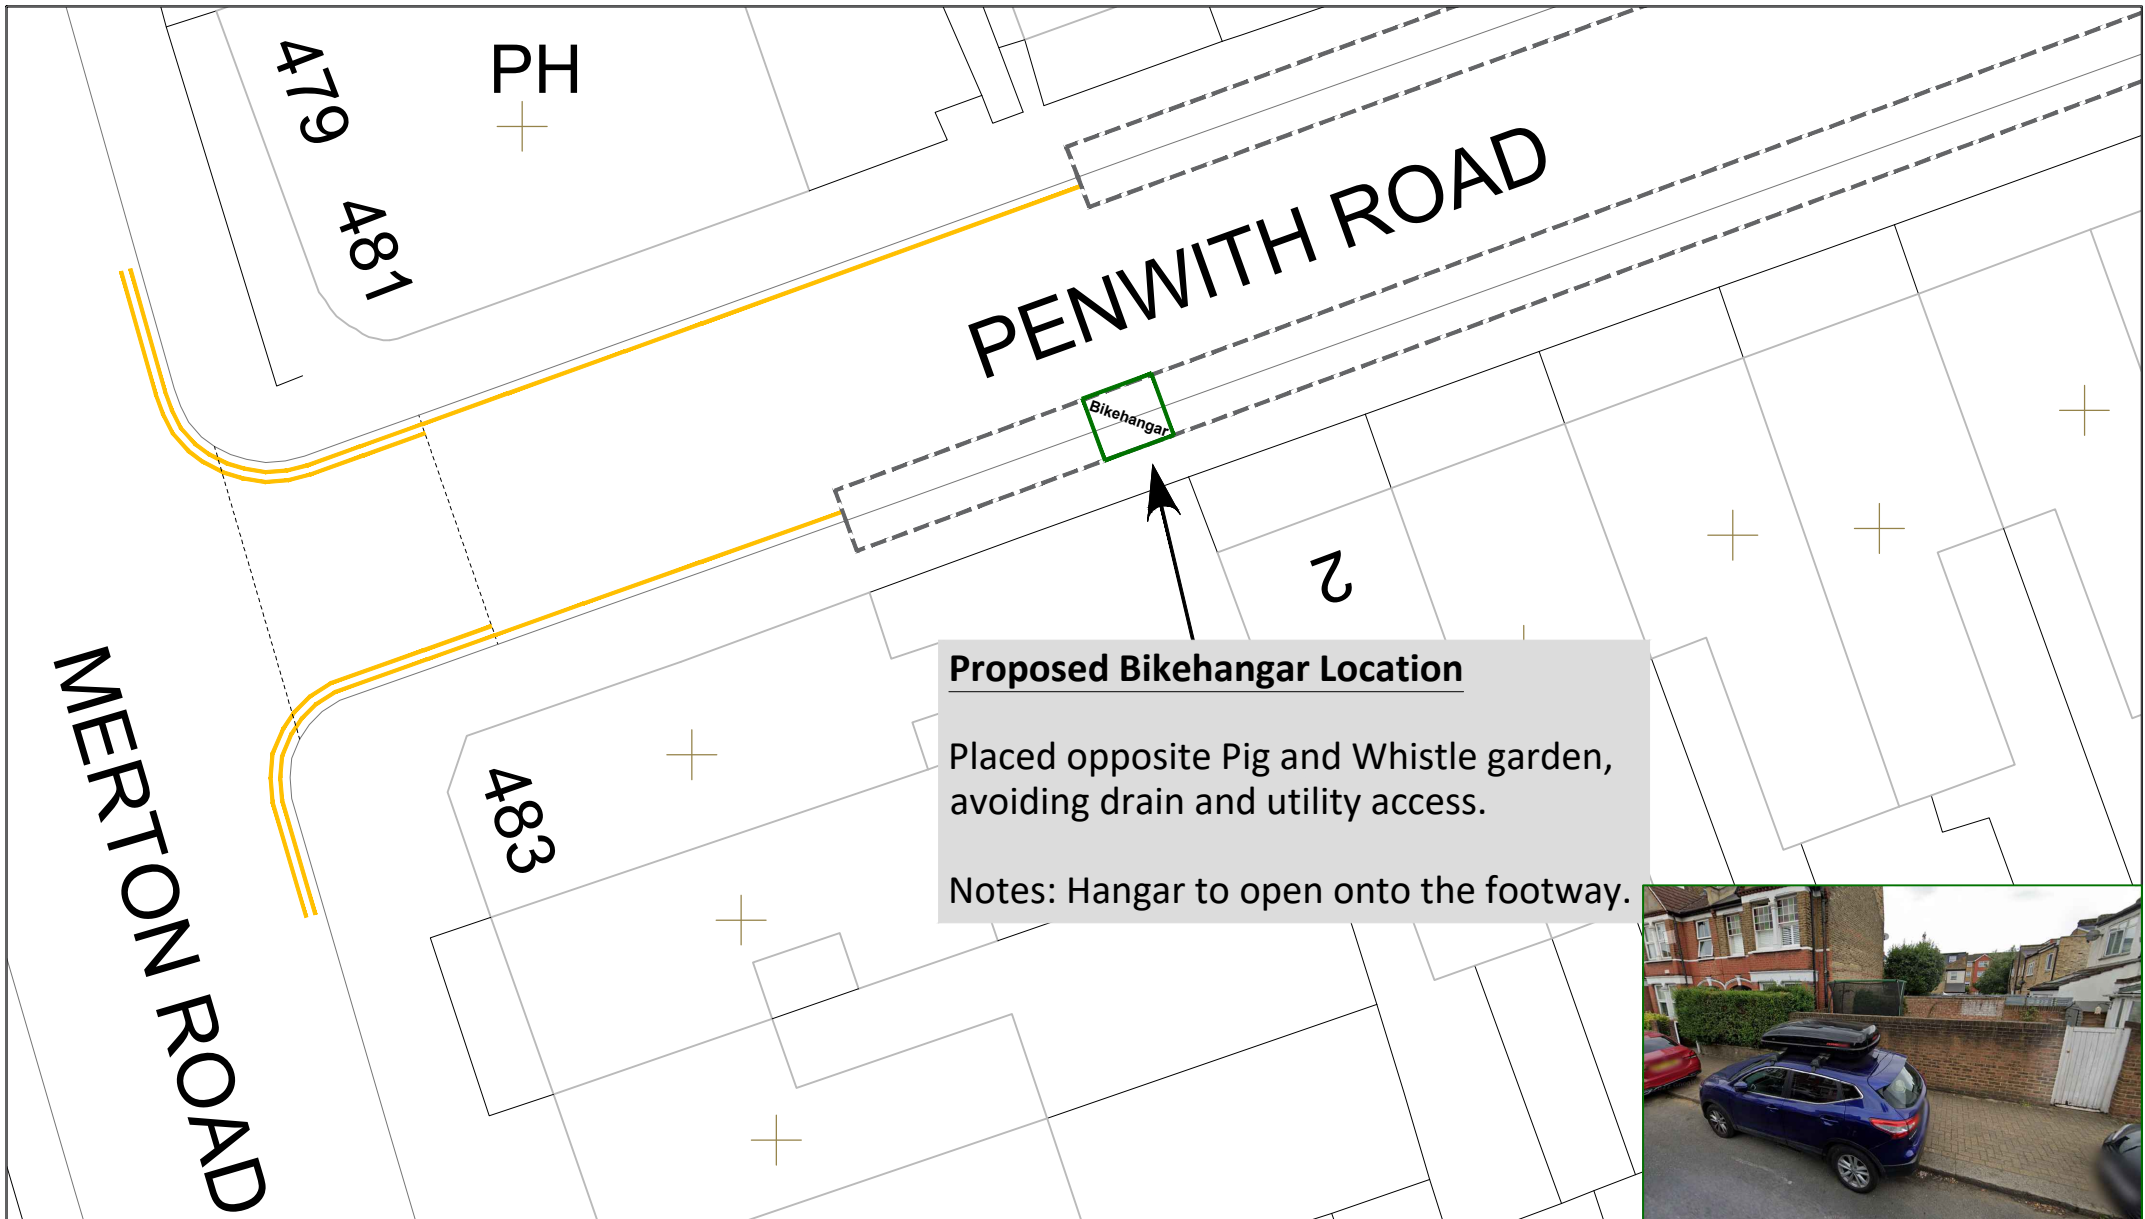 479
PH
481
PENWITH ROAD
Bikehangar
2
Proposed Bikehangar Location
Placed opposite Pig and Whistle garden,
avoiding drain and utility access.
Notes: Hangar to open onto the footway.
483
MERTON ROAD